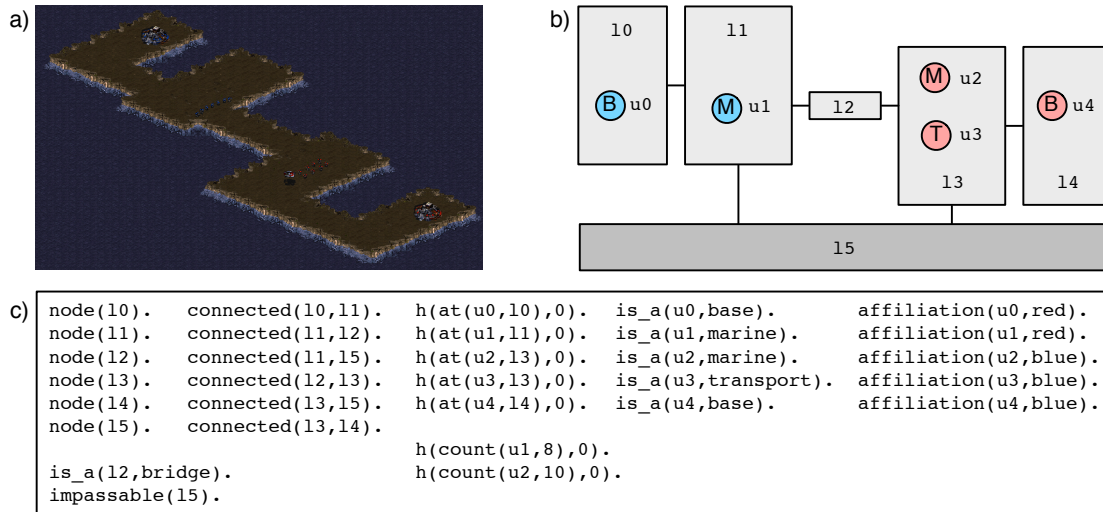 a)
b)
l0 l1
M u2
B u0 M u1 l2 B u4
T u3
l3 l4
l5
c)
node(l0). connected(l0,l1). h(at(u0,l0),0). is_a(u0,base). affiliation(u0,red).
node(l1). connected(l1,l2). h(at(u1,l1),0). is_a(u1,marine). affiliation(u1,red).
node(l2). connected(l1,l5). h(at(u2,l3),0). is_a(u2,marine). affiliation(u2,blue).
node(l3). connected(l2,l3). h(at(u3,l3),0). is_a(u3,transport). affiliation(u3,blue).
node(l4). connected(l3,l5). h(at(u4,l4),0). is_a(u4,base). affiliation(u4,blue).
node(l5). connected(l3,l4).
h(count(u1,8),0).
is_a(l2,bridge). h(count(u2,10),0).
impassable(l5).